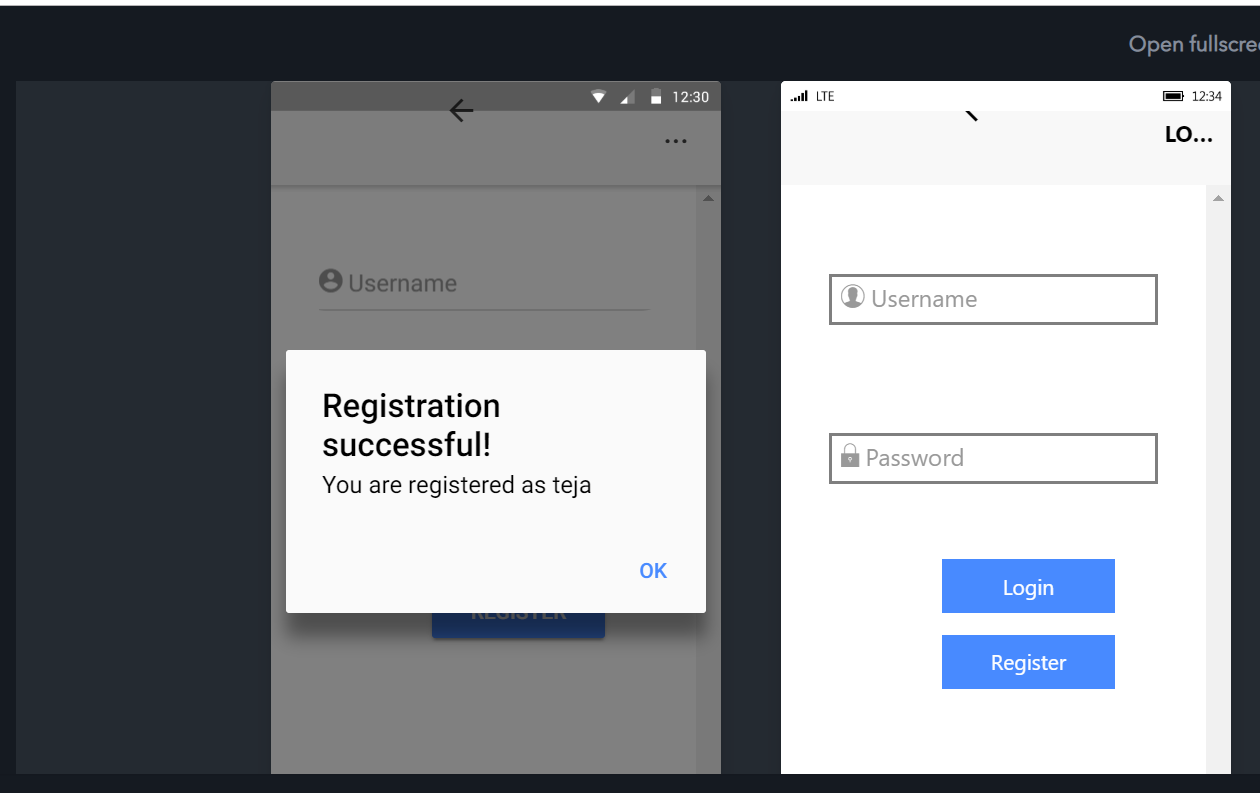 Open fullscree
12:30
...
Username
Registration
successful!
You are registered as teja
OK
REGISTER
LTE
12:34
LO...
Username
Password
Login
Register